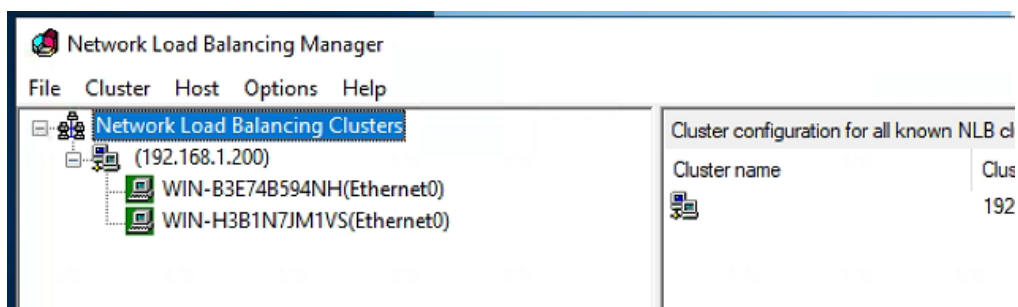 Network Load Balancing Manager
File Cluster Host Options Help
Network Load Balancing Clusters
(192.168.1.200)
WIN-B3E74B594NH(Ethernet0)
WIN-H3B1N7JM1VS(Ethernet0)
Cluster configuration for all known NLB cl
Cluster name Clus
192